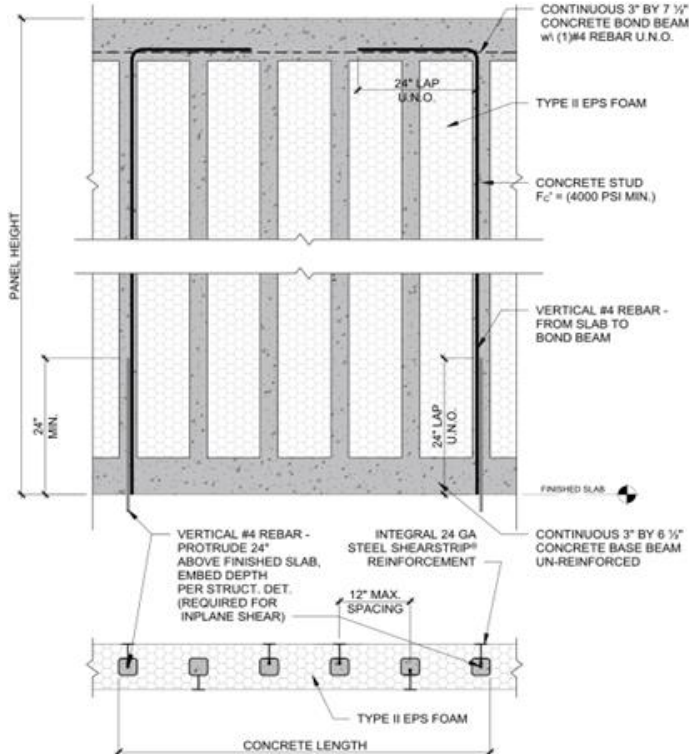 CONTINUOUS 3" BY 7 ½"
CONCRETE BOND BEAM
w\ (1)#4 REBAR U.N.O.
24" LAP
U.N.O.
TYPE II EPS FOAM
CONCRETE STUD
Fc' = (4000 PSI MIN.)
PANEL HEIGHT
VERTICAL #4 REBAR -
FROM SLAB TO
BOND BEAM
24"
MIN.
24" LAP
U.N.O.
FINISHED SLAB
VERTICAL #4 REBAR -
PROTRUDE 24"
ABOVE FINISHED SLAB,
EMBED DEPTH
PER STRUCT. DET.
(REQUIRED FOR
INPLANE SHEAR)
INTEGRAL 24 GA
STEEL SHEARSTRIP®
REINFORCEMENT
CONTINUOUS 3" BY 6 ½"
CONCRETE BASE BEAM
UN-REINFORCED
12" MAX.
SPACING
TYPE II EPS FOAM
CONCRETE LENGTH